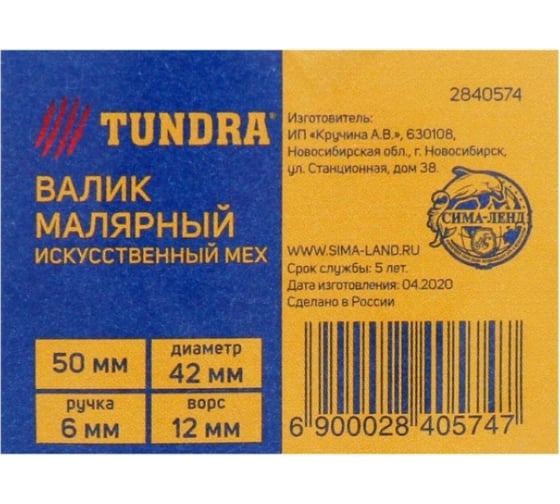 TUNDRA
ВАЛИК
МАЛЯРНЫЙ
ИСКУССТВЕННЫЙ МЕХ
50 мм
диаметр
42 мм
ручка
6 мм
ворс
12 мм
2840574
Изготовитель:
ИП «Кручина А.В.», 630108,
Новосибирская обл., г. Новосибирск,
ул. Станционная, дом 38.
СИМА-ЛЕНД
WWW.SIMA-LAND.RU
Срок службы: 5 лет.
Дата изготовления: 04.2020
Сделано в России
6 900028 405747